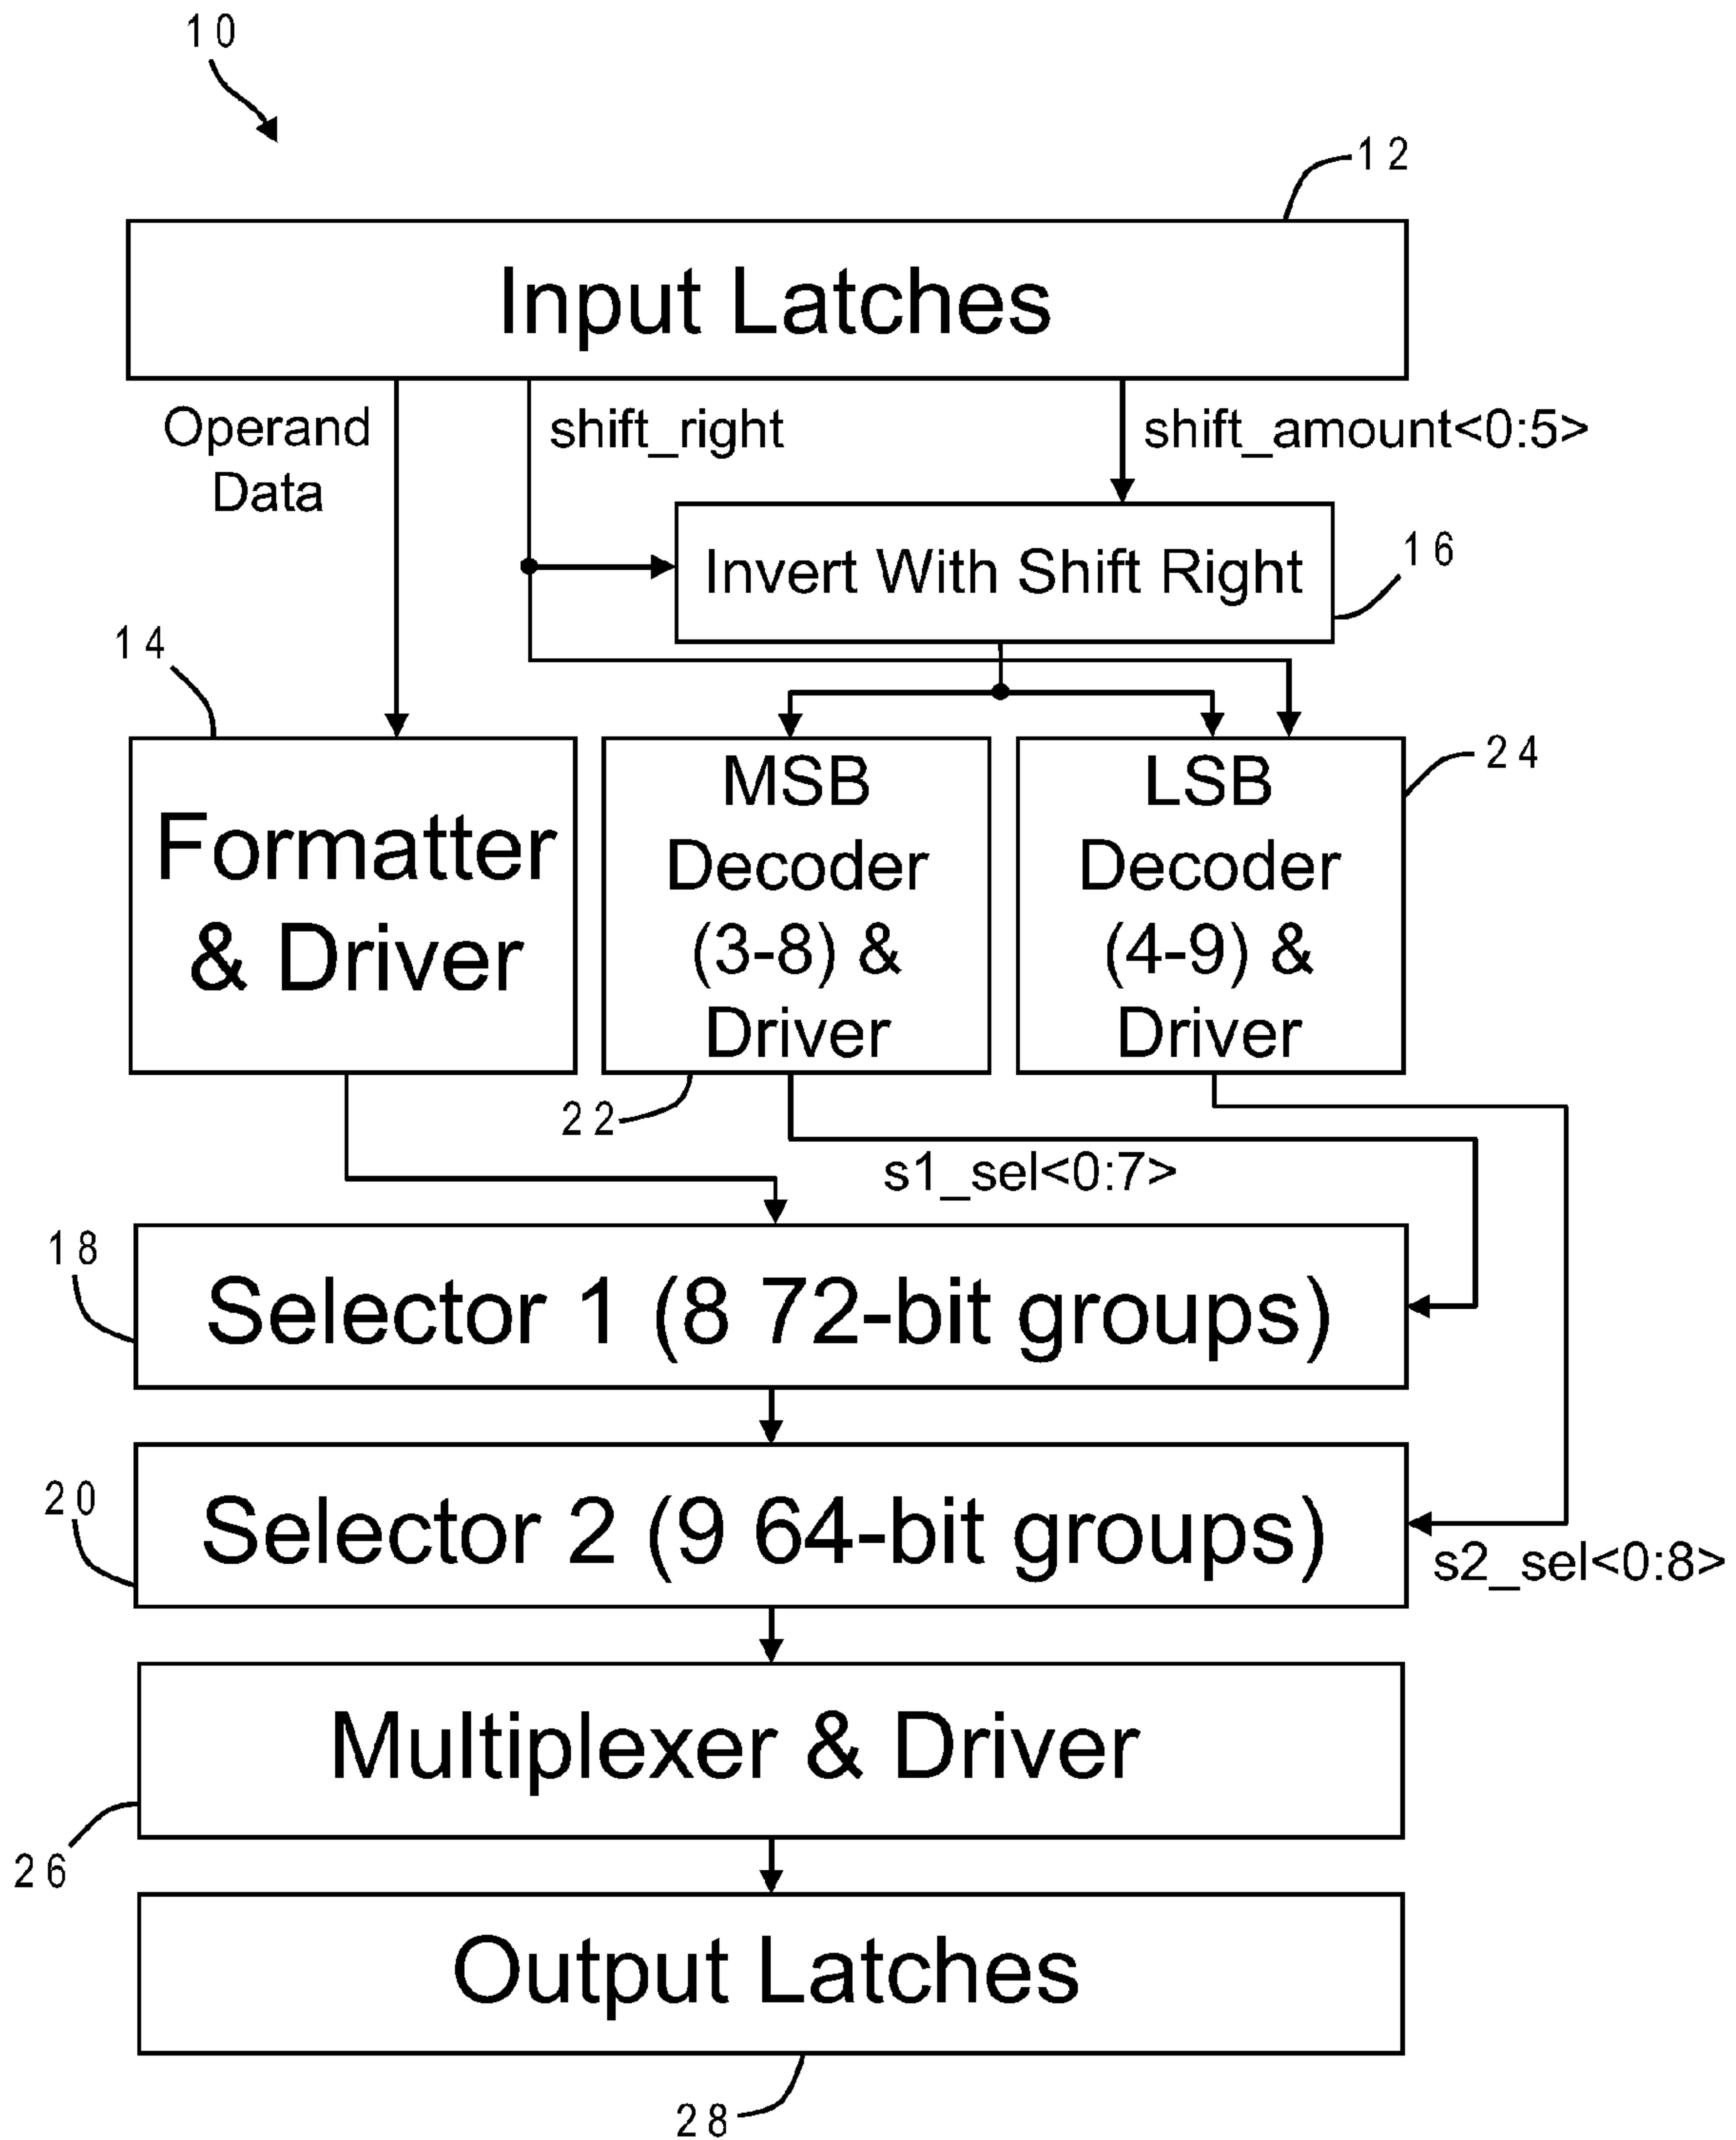 10
12
Input Latches
Operand
Data
shift_right
shift_amount<0:5>
Invert With Shift Right
16
14
Formatter
& Driver
MSB
Decoder
(3-8) &
Driver
LSB
Decoder
(4-9) &
Driver
24
22
s1_sel<0:7>
18
Selector 1 (8 72-bit groups)
20
Selector 2 (9 64-bit groups)
s2_sel<0:8>
Multiplexer & Driver
26
Output Latches
28